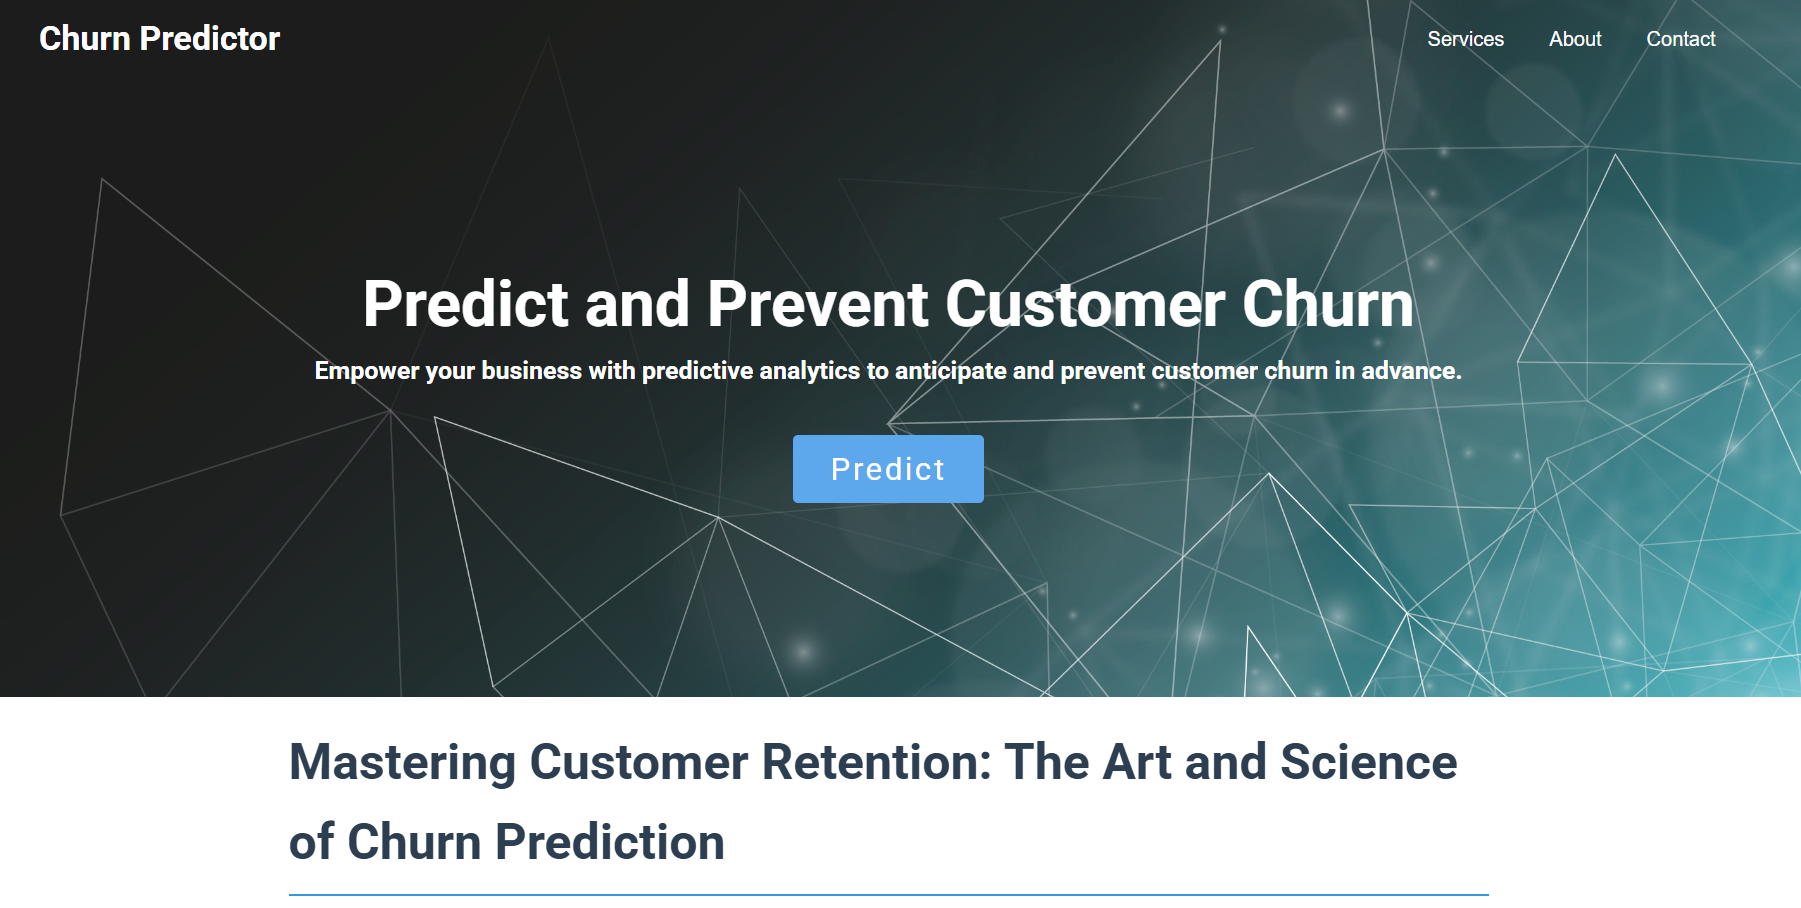 Churn Predictor
Services About Contact
Predict and Prevent Customer Churn
Empower your business with predictive analytics to anticipate and prevent customer churn in advance.
Predict
Mastering Customer Retention: The Art and Science
of Churn Prediction